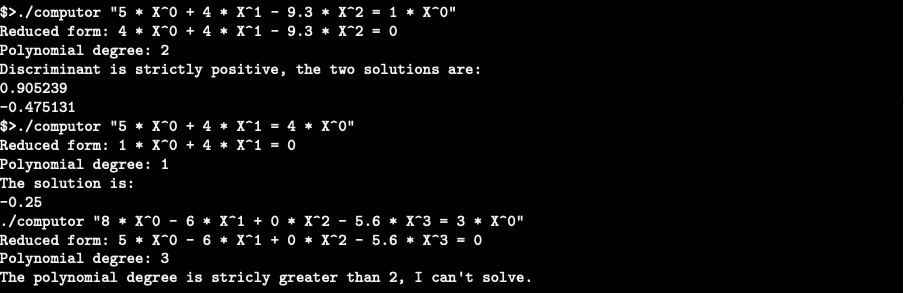 $>./computor "5 * X^0 + 4 * X^1 - 9.3 * X^2 = 1 * X^0"
Reduced form: 4 * X^0 + 4 * X^1 - 9.3 * X^2 = 0
Polynomial degree: 2
Discriminant is strictly positive, the two solutions are:
0.905239
-0.475131
$>./computor "5 * X^0 + 4 * X^1 = 4 * X^0"
Reduced form: 1 * X^0 + 4 * X^1 = 0
Polynomial degree: 1
The solution is:
-0.25
./computor "8 * X^0 - 6 * X^1 + 0 * X^2 - 5.6 * X^3 = 3 * X^0"
Reduced form: 5 * X^0 - 6 * X^1 + 0 * X^2 - 5.6 * X^3 = 0
Polynomial degree: 3
The polynomial degree is stricly greater than 2, I can't solve.